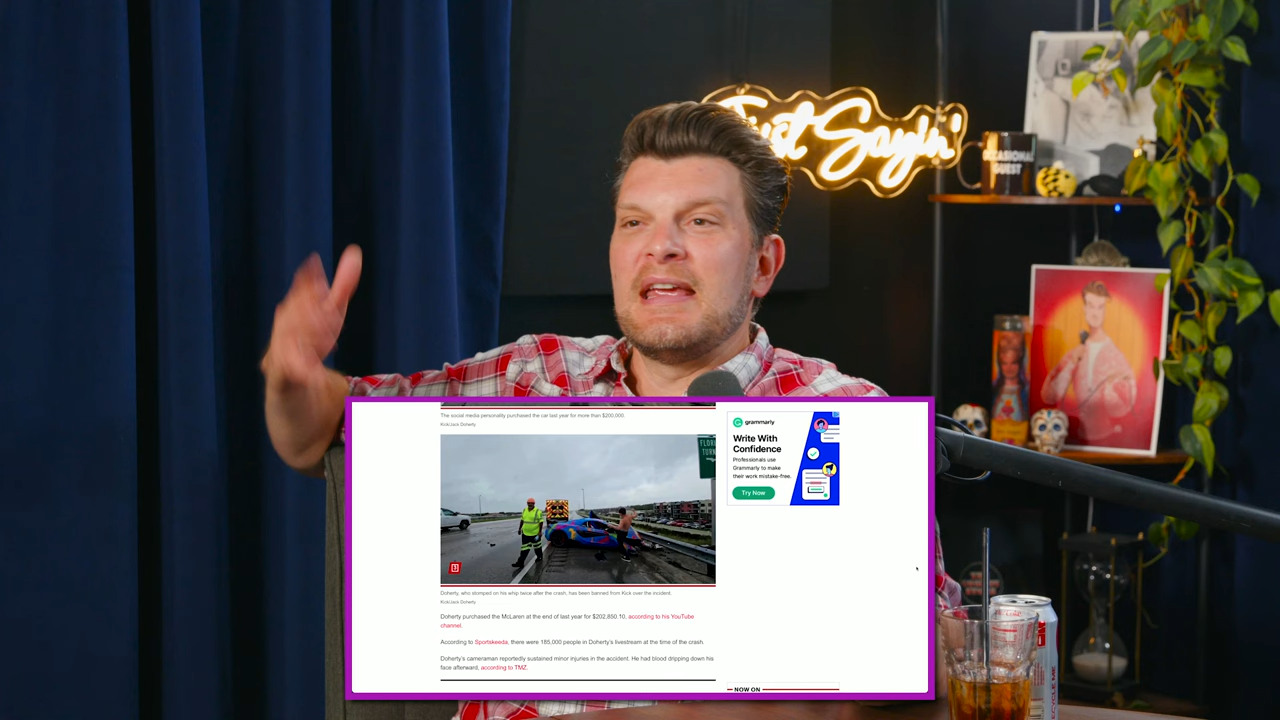 Just Sayin'
OCCASIONAL
GUEST
The social media personality purchased the car last year for more than $200,000.
Kick/Jack Doherty
FLORI
TURN
grammarly
Write With
Confidence
Professionals use
Grammarly to make
their work mistake-free.
Try Now
Doherty, who stomped on his whip twice after the crash, has been banned from Kick over the incident.
Kick/Jack Doherty
Doherty purchased the McLaren at the end of last year for $202,850.10, according to his YouTube
channel.
According to Sportskeeda, there were 185,000 people in Doherty's livestream at the time of the crash.
Doherty's cameraman reportedly sustained minor injuries in the accident. He had blood dripping down his
face afterward, according to TMZ.
NOW ON